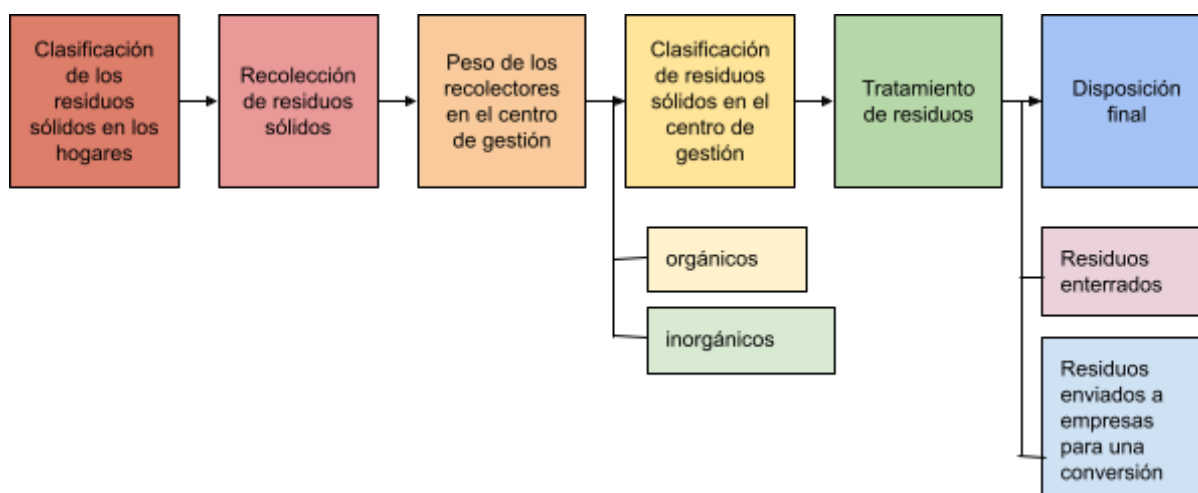 Clasificación
de los
residuos
sólidos en los
hogares
Recolección
de residuos
sólidos
Peso de los
recolectores
en el centro
de gestión
Clasificación
de residuos
sólidos en el
centro de
gestión
Tratamiento
de residuos
Disposición
final
orgánicos
inorgánicos
Residuos
enterrados
Residuos
enviados a
empresas
para una
conversión